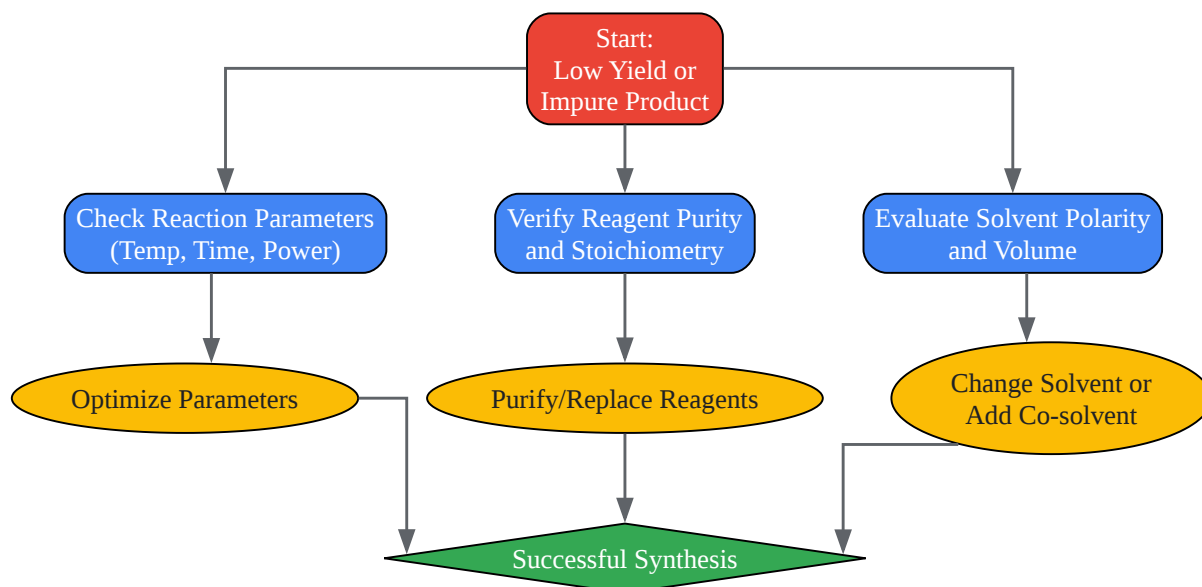 Start:
Low Yield or
Impure Product
Check Reaction Parameters
(Temp, Time, Power)
Verify Reagent Purity
and Stoichiometry
Evaluate Solvent Polarity
and Volume
Optimize Parameters
Purify/Replace Reagents
Change Solvent or
Add Co-solvent
Successful Synthesis